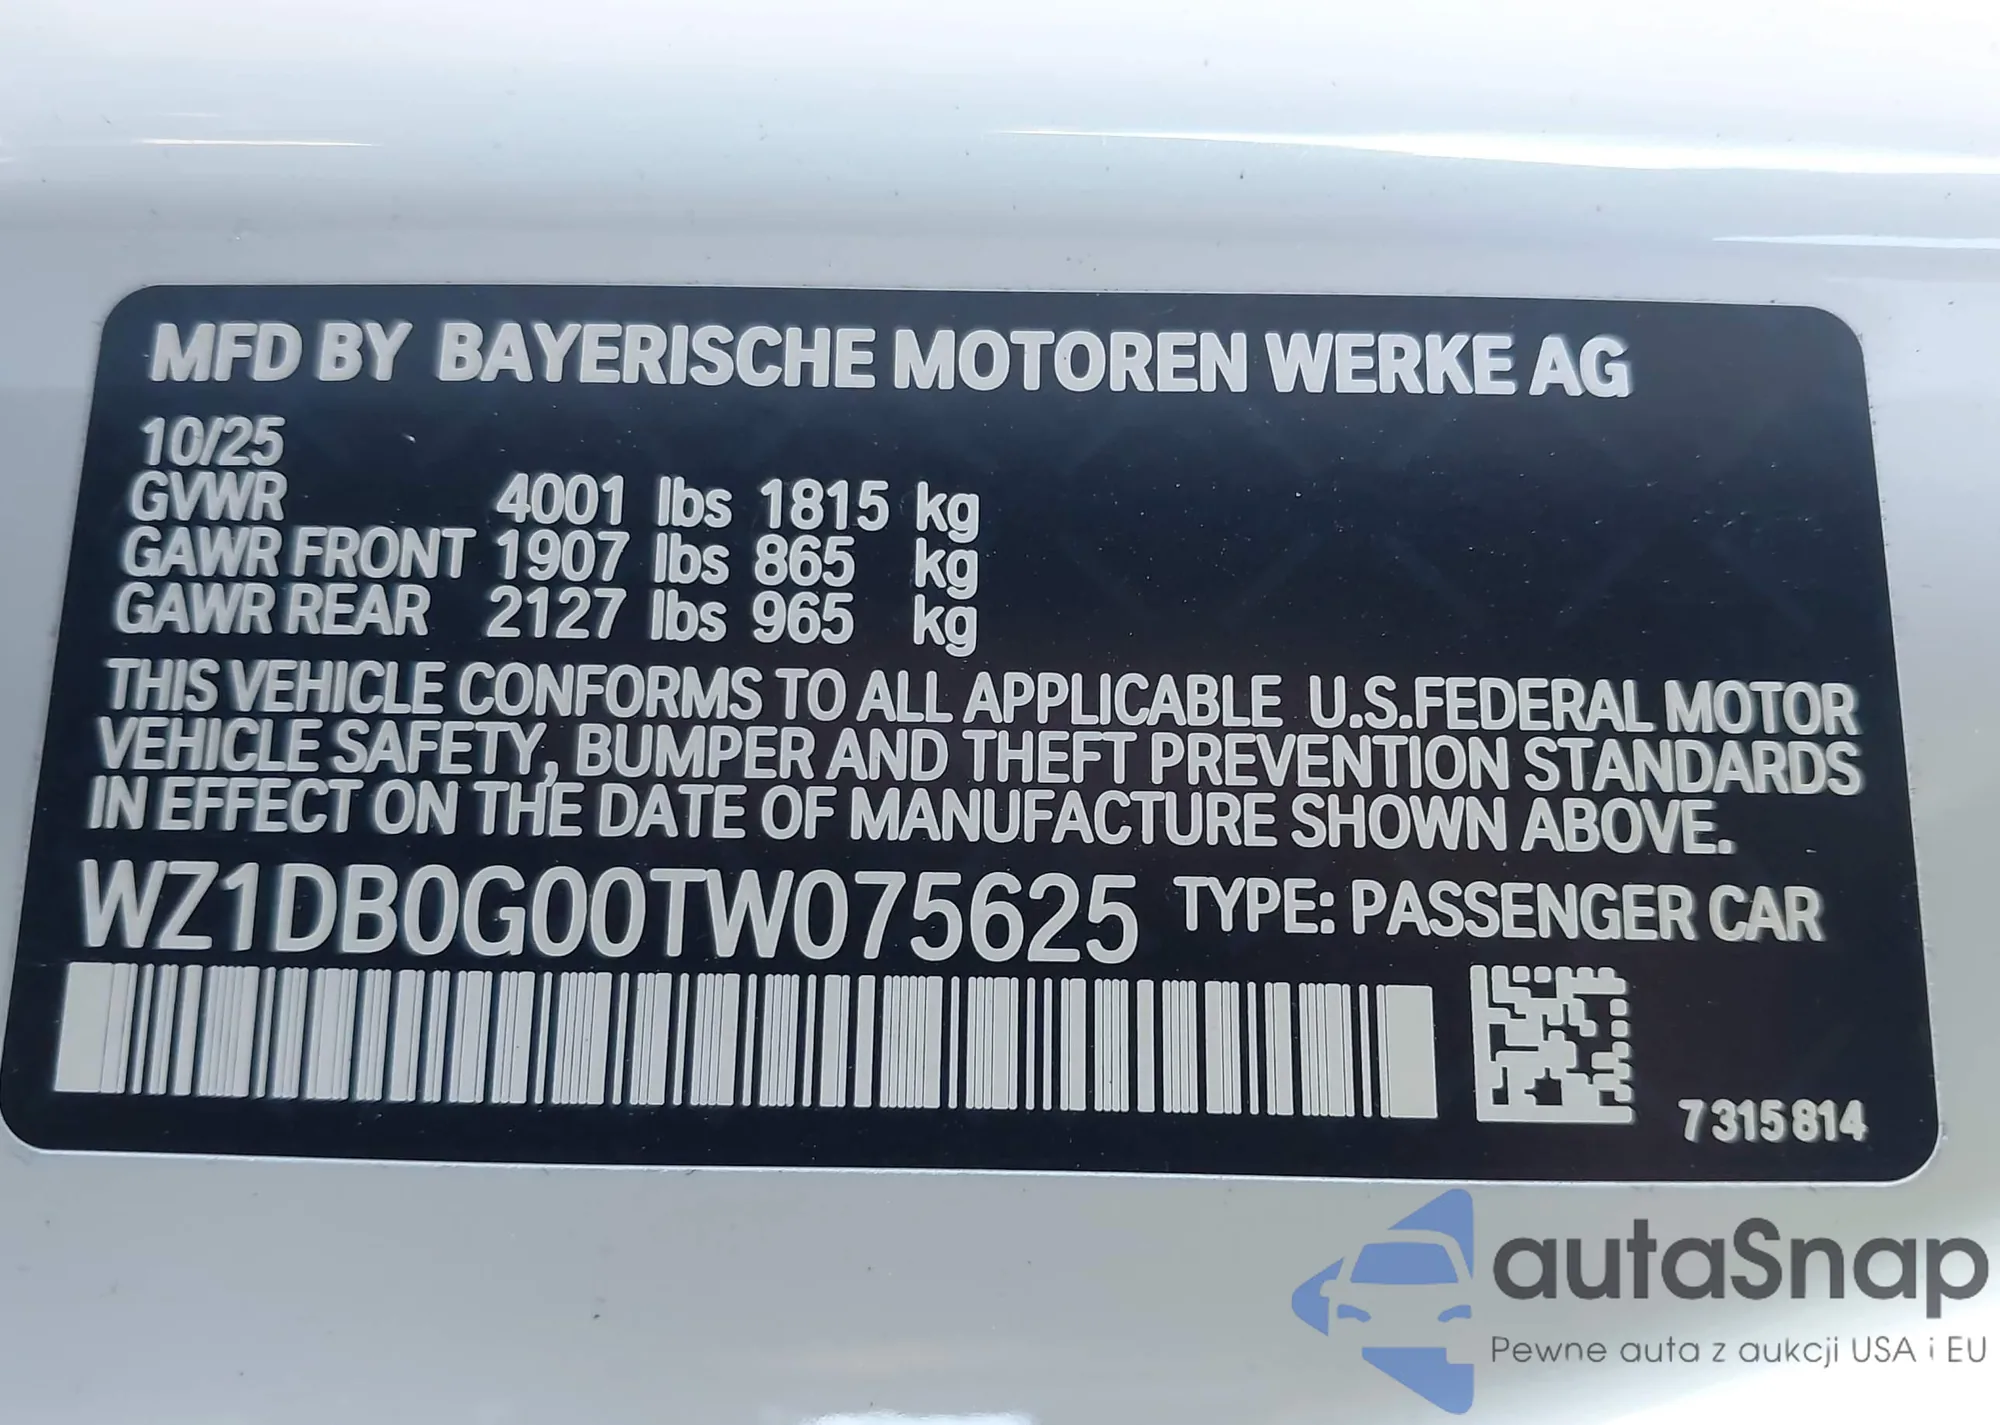 MFD BY BAYERISCHE MOTOREN WERKE AG
10/25
GVWR 4001 lbs 1815 kg
GAWR FRONT 1907 lbs 865 kg
GAWR REAR 2127 lbs 965 kg
THIS VEHICLE CONFORMS TO ALL APPLICABLE U.S.FEDERAL MOTOR
VEHICLE SAFETY, BUMPER AND THEFT PREVENTION STANDARDS
IN EFFECT ON THE DATE OF MANUFACTURE SHOWN ABOVE.
WZ1DB0G00TW075625 TYPE: PASSENGER CAR
7315814
autaSnap
Pewne auta z aukcji USA i EU